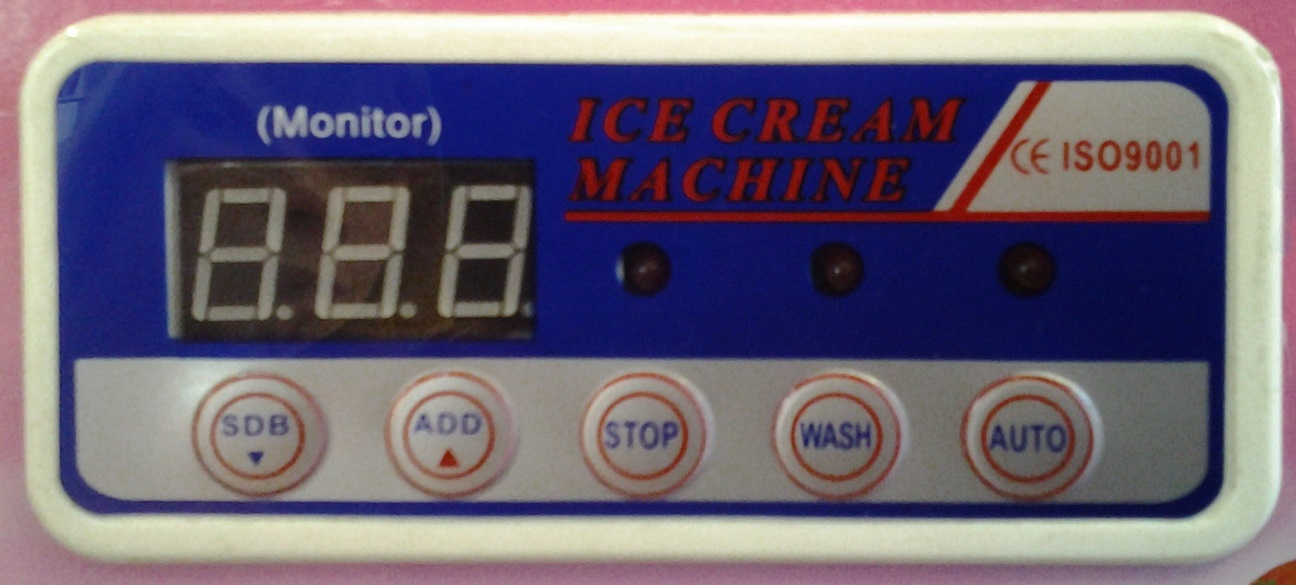 (Monitor)
ICE CREAM
MACHINE
CE ISO9001
SDB
ADD
STOP
WASH
AUTO